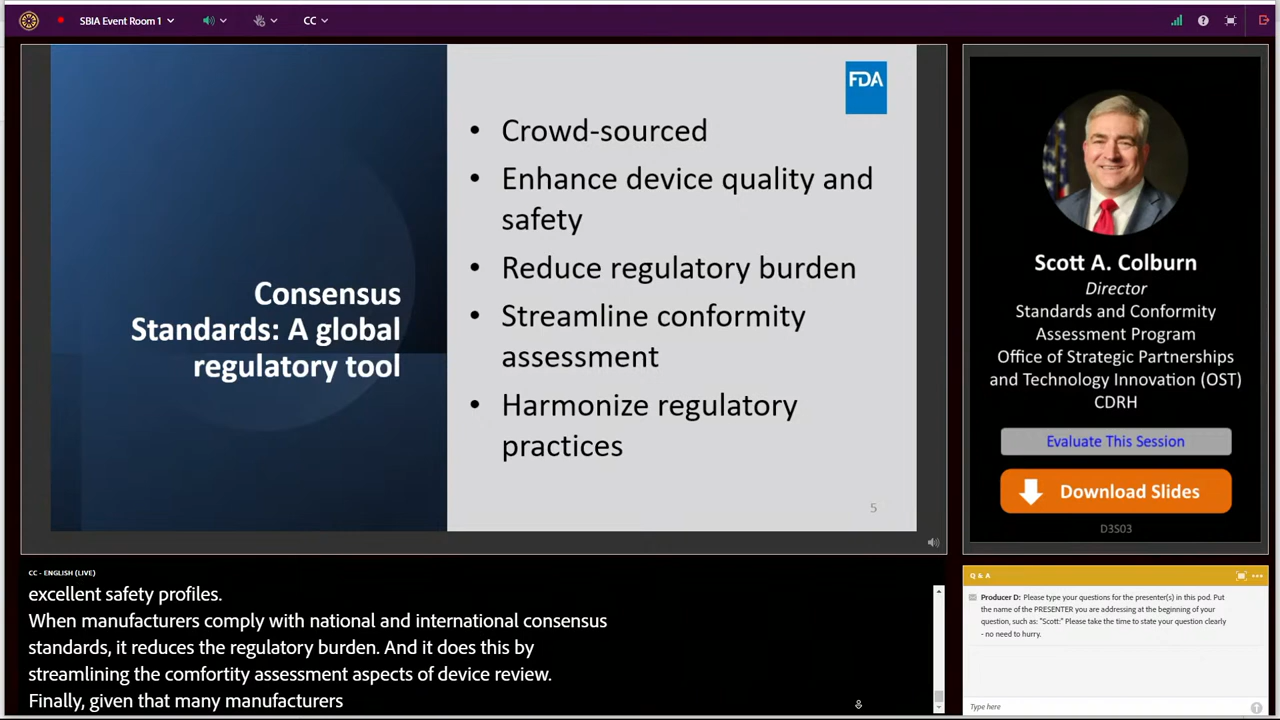 SBIA Event Room 1
CC
FDA
Consensus
Standards: A global
regulatory tool
• Crowd-sourced
• Enhance device quality and
safety
• Reduce regulatory burden
• Streamline conformity
assessment
• Harmonize regulatory
practices
5
Scott A. Colburn
Director
Standards and Conformity
Assessment Program
Office of Strategic Partnerships
and Technology Innovation (OST)
CDRH
Evaluate This Session
Download Slides
D3S03
CC - ENGLISH (LIVE)
excellent safety profiles.
When manufacturers comply with national and international consensus
standards, it reduces the regulatory burden. And it does this by
streamlining the comfortity assessment aspects of device review.
Finally, given that many manufacturers
Q & A
Producer D: Please type your questions for the presenter(s) in this pod. Put
the name of the PRESENTER you are addressing at the beginning of your
question, such as: "Scott:" Please take the time to state your question clearly
- no need to hurry.
Type here